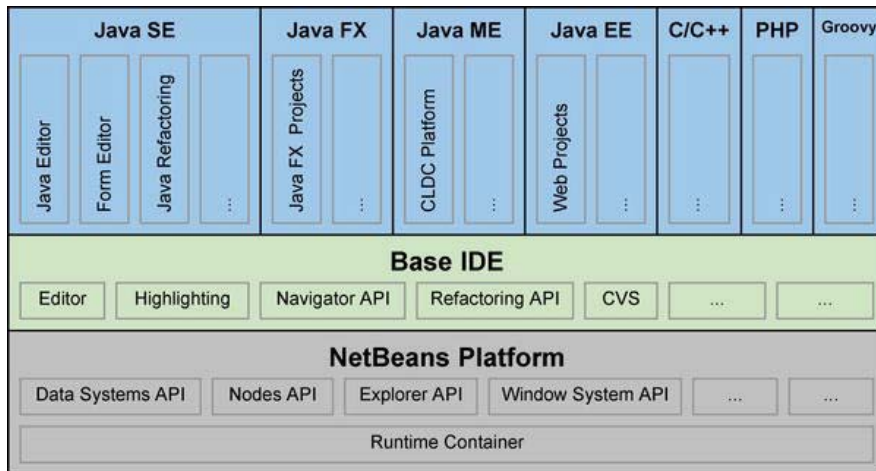 Java SE
Java FX
Java ME
Java EE
C/C++
PHP
Groovy
Java Editor
Form Editor
Java Refactoring
...
Java FX Projects
...
CLDC Platform
...
Web Projects
...
...
...
...
Base IDE
Editor
Highlighting
Navigator API
Refactoring API
CVS
...
...
NetBeans Platform
Data Systems API
Nodes API
Explorer API
Window System API
...
...
Runtime Container